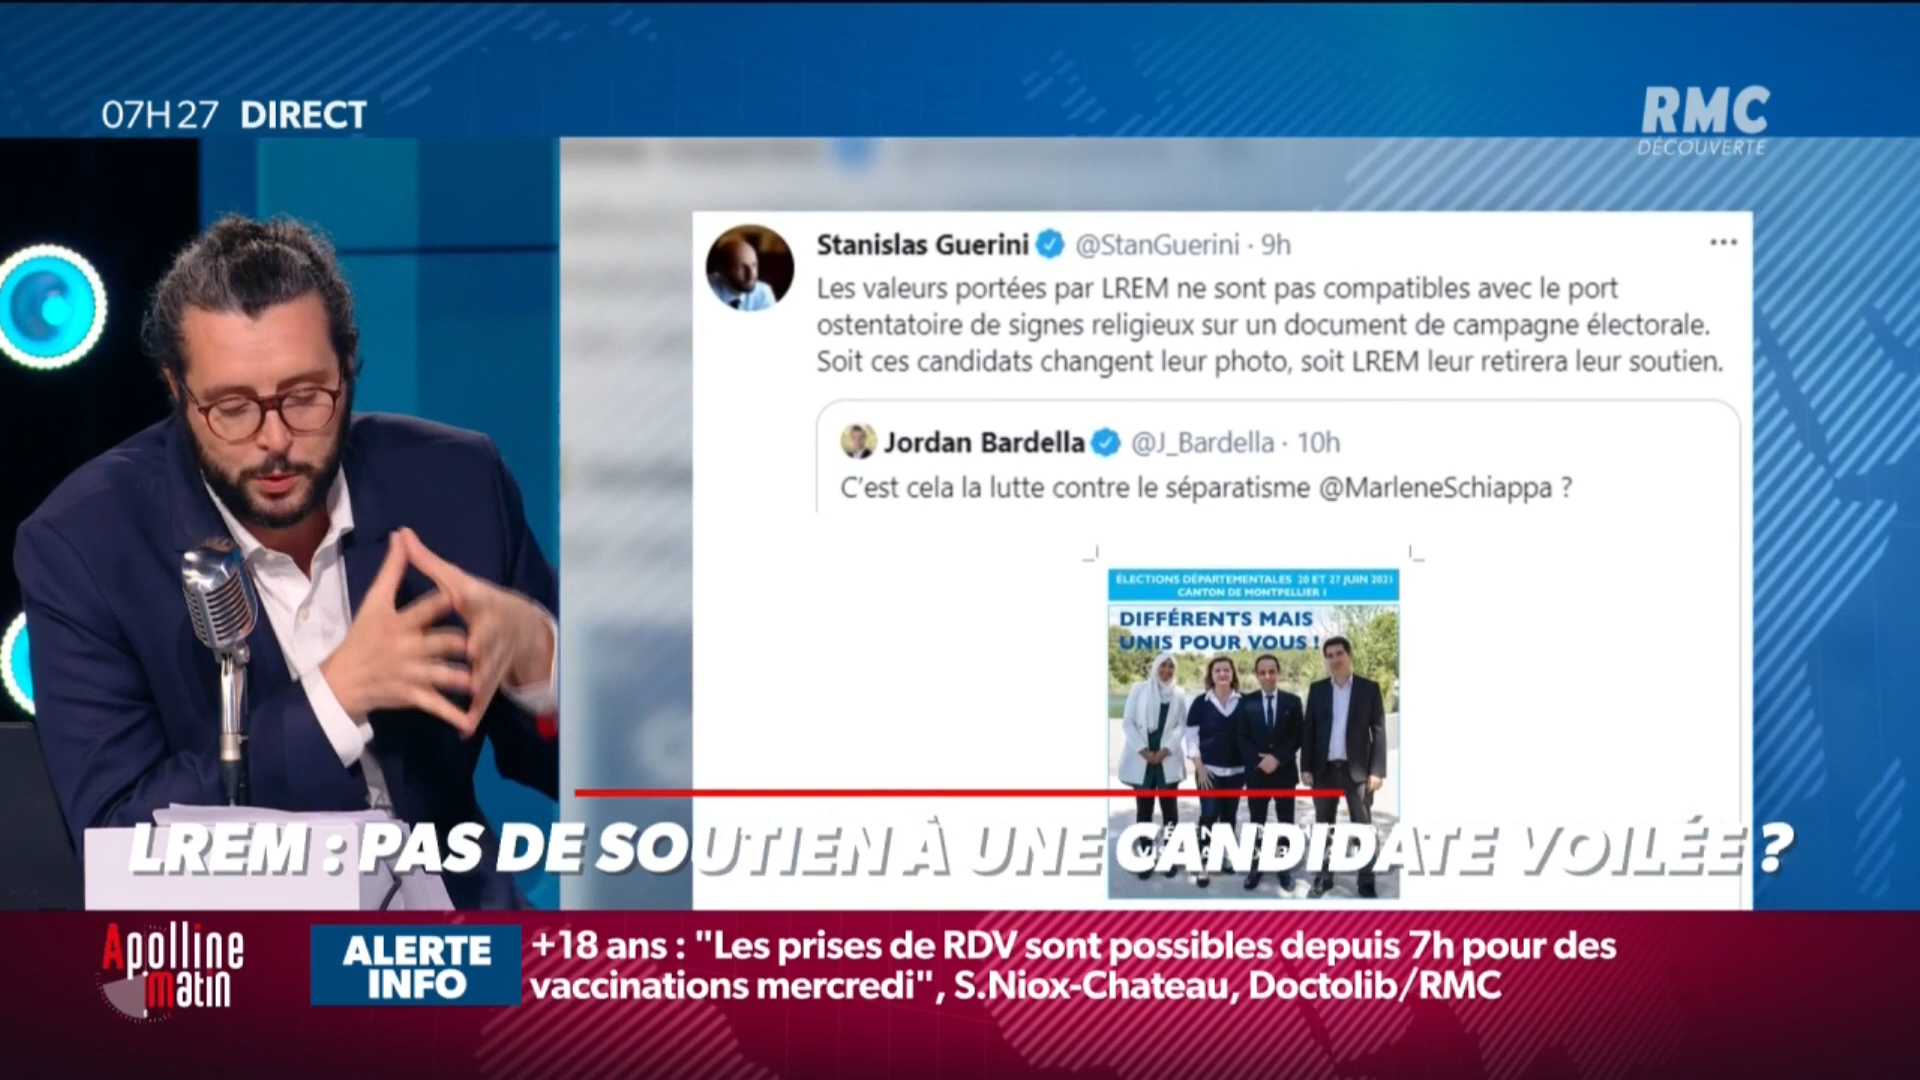 07H27 DIRECT
RMC
DÉCOUVERTE
Stanislas Guerini @StanGuerini · 9h
Les valeurs portées par LREM ne sont pas compatibles avec le port
ostentatoire de signes religieux sur un document de campagne électorale.
Soit ces candidats changent leur photo, soit LREM leur retirera leur soutien.
Jordan Bardella @J_Bardella · 10h
C'est cela la lutte contre le séparatisme @MarleneSchiappa ?
ÉLECTIONS DÉPARTEMENTALES 20 ET 27 JUIN 2021
CANTON DE MONTPELLIER 1
DIFFÉRENTS MAIS
UNIS POUR VOUS !
LREM : PAS DE SOUTIEN À UNE CANDIDATE VOILÉE ?
Apolline
matin
ALERTE
INFO
+18 ans : "Les prises de RDV sont possibles depuis 7h pour des
vaccinations mercredi", S.Niox-Chateau, Doctolib/RMC